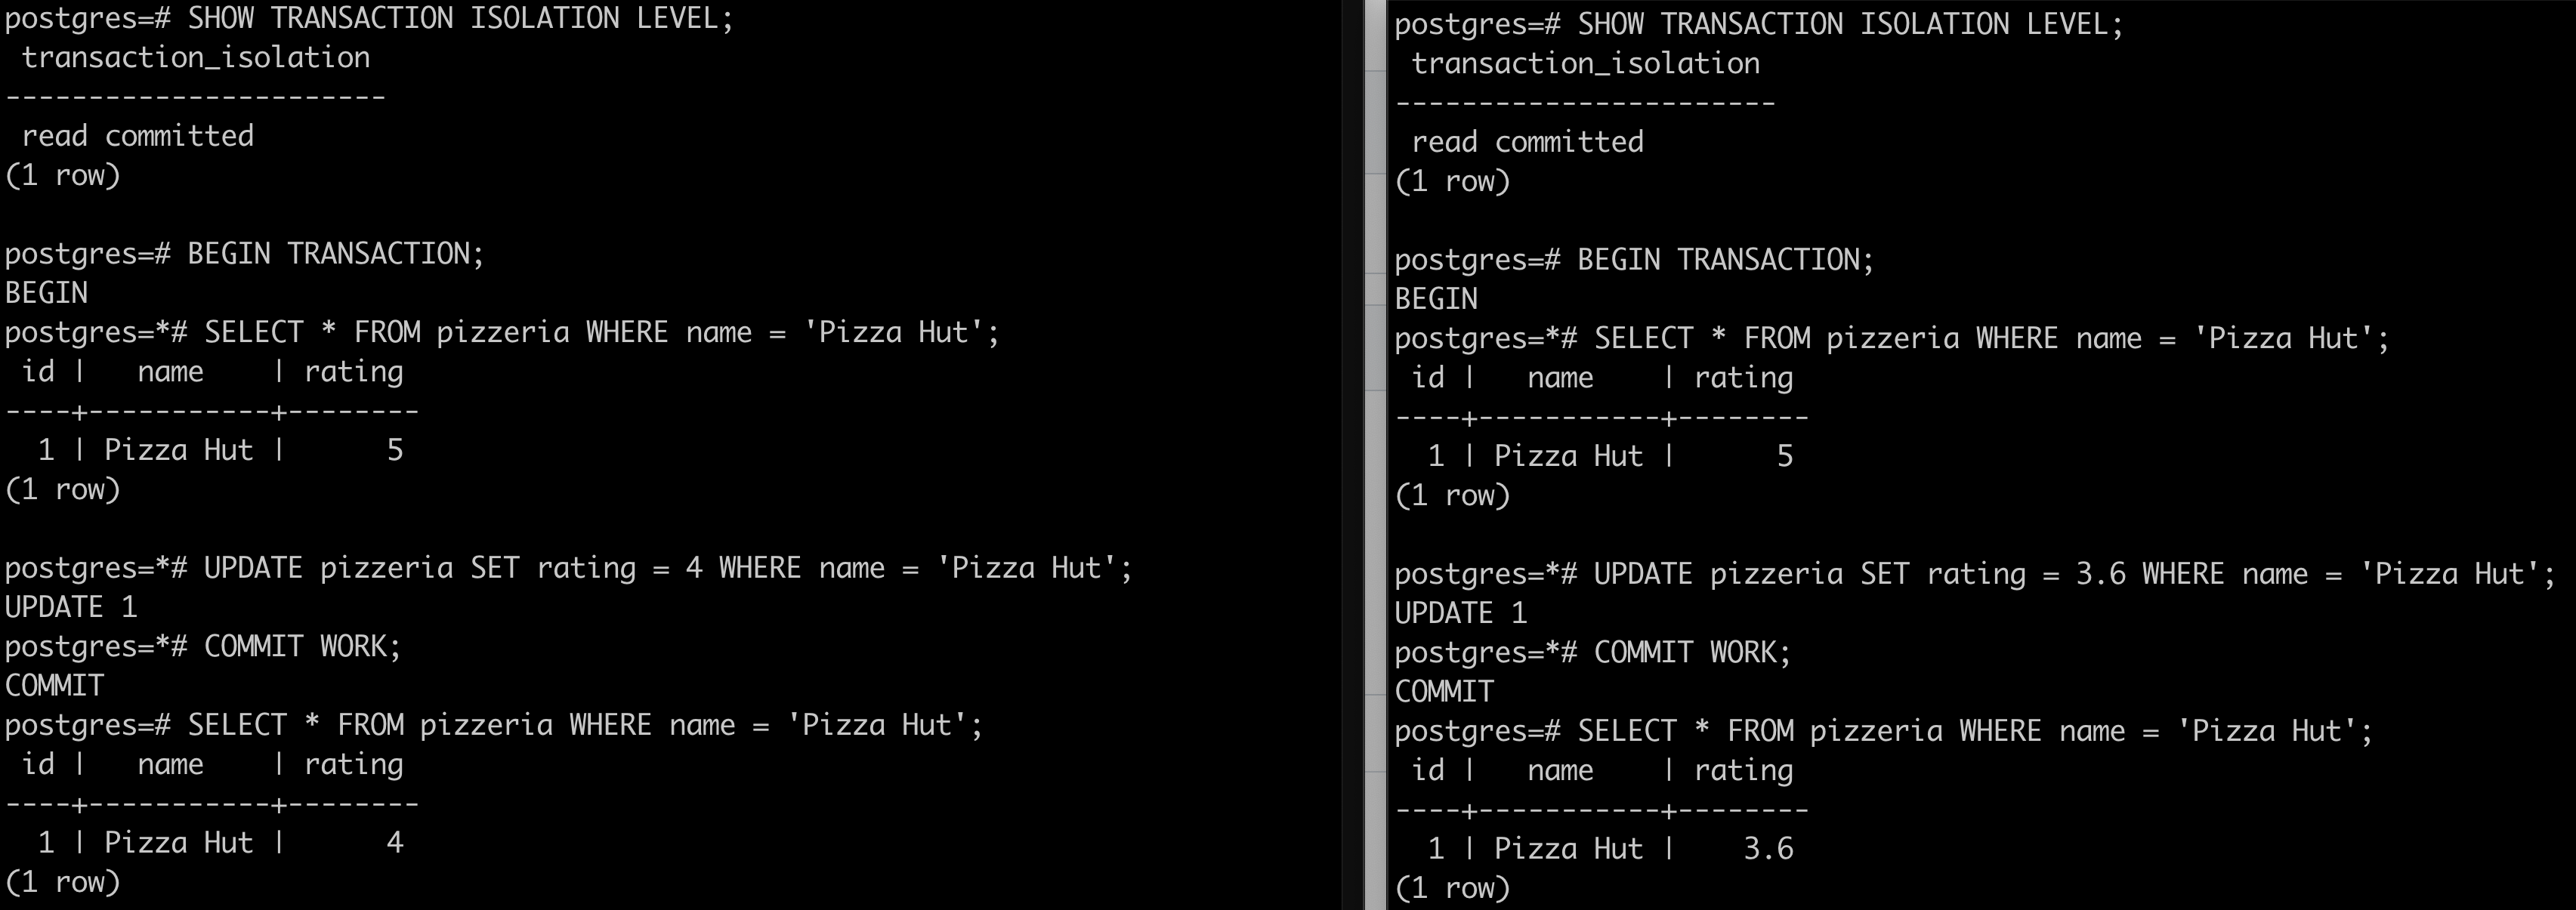 postgres=# SHOW TRANSACTION ISOLATION LEVEL;
 transaction_isolation
-----------------------
 read committed
(1 row)

postgres=# BEGIN TRANSACTION;
BEGIN
postgres=*# SELECT * FROM pizzeria WHERE name = 'Pizza Hut';
 id |   name    | rating
----+-----------+--------
  1 | Pizza Hut |      5
(1 row)

postgres=*# UPDATE pizzeria SET rating = 4 WHERE name = 'Pizza Hut';
UPDATE 1
postgres=*# COMMIT WORK;
COMMIT
postgres=# SELECT * FROM pizzeria WHERE name = 'Pizza Hut';
 id |   name    | rating
----+-----------+--------
  1 | Pizza Hut |      4
(1 row)

postgres=# SHOW TRANSACTION ISOLATION LEVEL;
 transaction_isolation
-----------------------
 read committed
(1 row)

postgres=# BEGIN TRANSACTION;
BEGIN
postgres=*# SELECT * FROM pizzeria WHERE name = 'Pizza Hut';
 id |   name    | rating
----+-----------+--------
  1 | Pizza Hut |      5
(1 row)

postgres=*# UPDATE pizzeria SET rating = 3.6 WHERE name = 'Pizza Hut';
UPDATE 1
postgres=*# COMMIT WORK;
COMMIT
postgres=# SELECT * FROM pizzeria WHERE name = 'Pizza Hut';
 id |   name    | rating
----+-----------+--------
  1 | Pizza Hut |    3.6
(1 row)